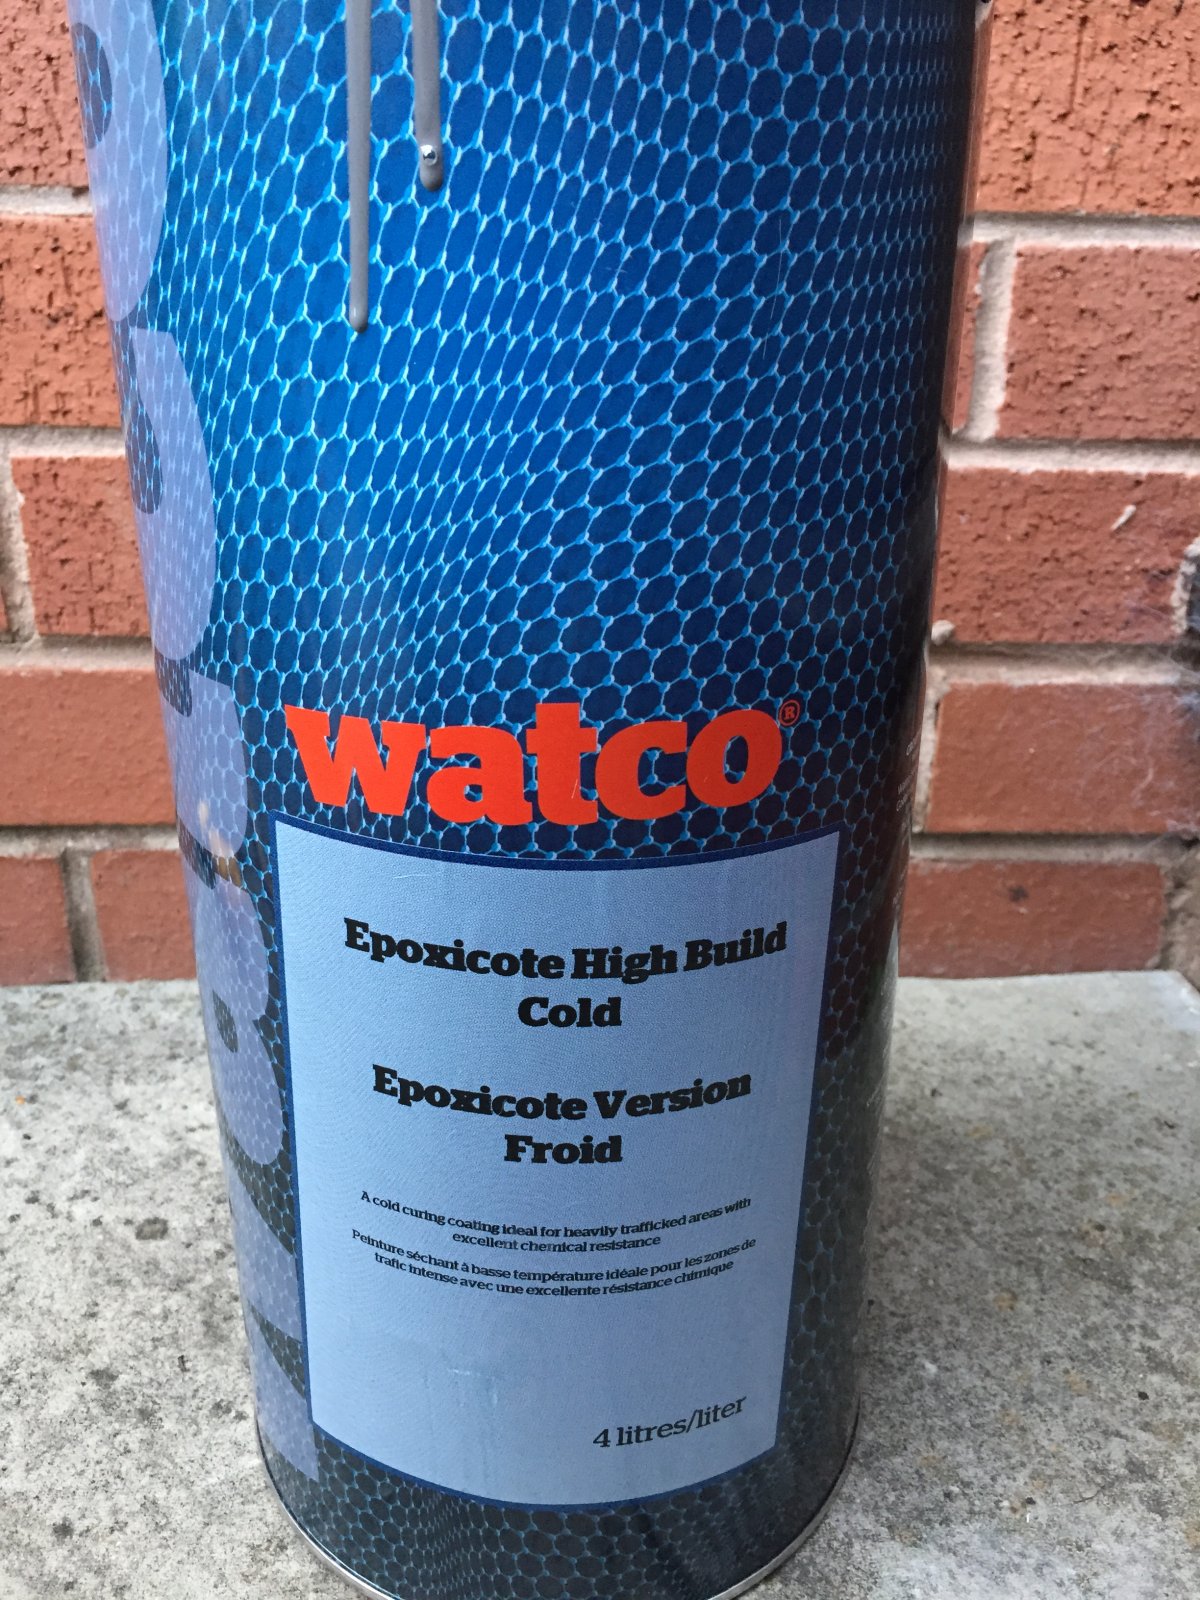 watco®
Epoxicote High Build
Cold
Epoxicote Version
Froid
A cold curing coating ideal for heavily trafficked areas with
excellent chemical resistance
Peinture séchant à basse température idéale pour les zones de
trafic intense avec une excellente résistance chimique
4 litres/liter